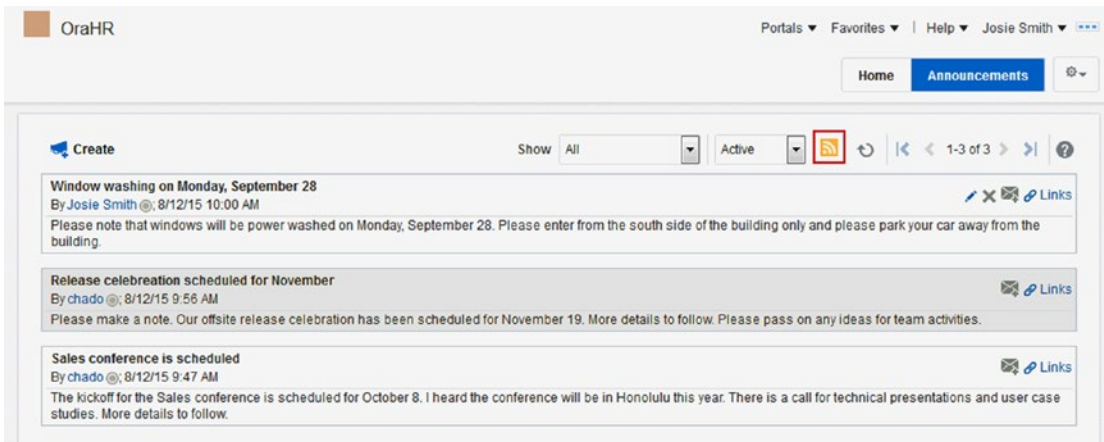 OraHR
Portals Favorites | Help Josie Smith
Home Announcements
Create Show All Active 1-3 of 3
Window washing on Monday, September 28
By Josie Smith ; 8/12/15 10:00 AM Links
Please note that windows will be power washed on Monday, September 28. Please enter from the south side of the building only and please park your car away from the
building.
Release celebreation scheduled for November
By chado ; 8/12/15 9:56 AM Links
Please make a note. Our offsite release celebration has been scheduled for November 19. More details to follow. Please pass on any ideas for team activities.
Sales conference is scheduled
By chado ; 8/12/15 9:47 AM Links
The kickoff for the Sales conference is scheduled for October 8. I heard the conference will be in Honolulu this year. There is a call for technical presentations and user case
studies. More details to follow.